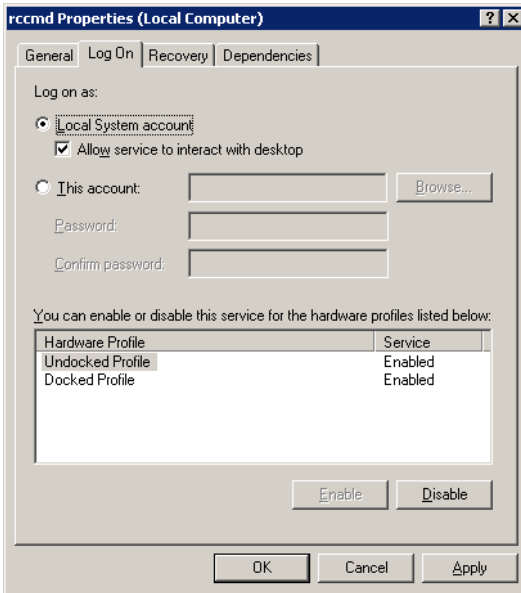 rccmd Properties (Local Computer)
General Log On Recovery Dependencies
Log on as:
Local System account
Allow service to interact with desktop
This account:
Browse...
Password:
Confirm password:
You can enable or disable this service for the hardware profiles listed below:
Hardware Profile Service
Undocked Profile Enabled
Docked Profile Enabled
Enable Disable
OK Cancel Apply